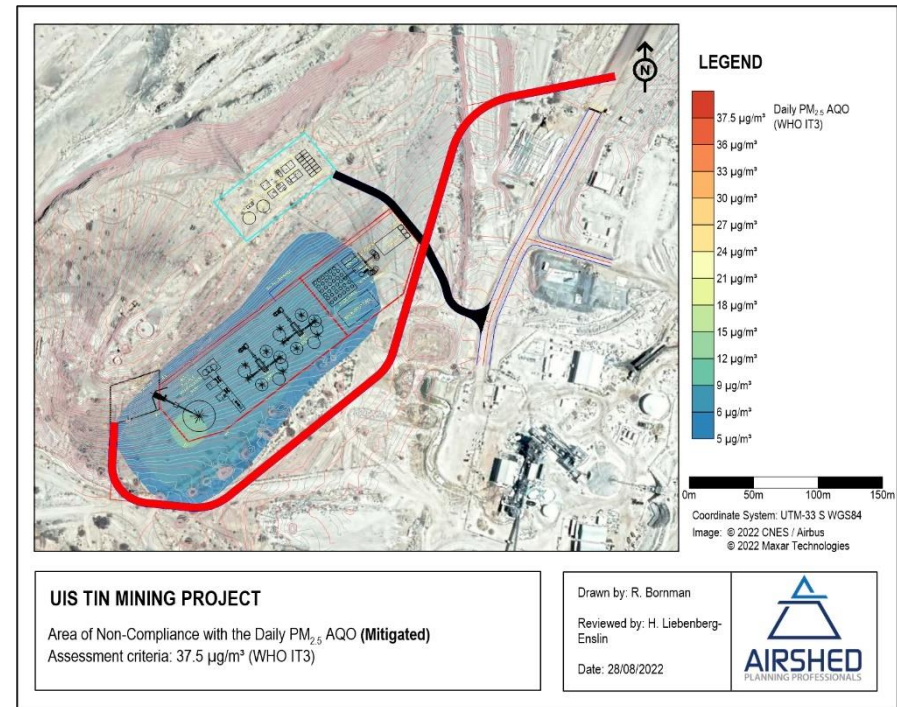 N
LEGEND
Daily PM₂.₅ AQO
(WHO IT3)
37.5 µg/m³
36 µg/m³
33 µg/m³
30 µg/m³
27 µg/m³
24 µg/m³
21 µg/m³
18 µg/m³
15 µg/m³
12 µg/m³
9 µg/m³
6 µg/m³
5 µg/m³
0m 50m 100m 150m
Coordinate System: UTM-33 S WGS84
Image: © 2022 CNES / Airbus
© 2022 Maxar Technologies
UIS TIN MINING PROJECT
Area of Non-Compliance with the Daily PM₂.₅ AQO (Mitigated)
Assessment criteria: 37.5 µg/m³ (WHO IT3)
Drawn by: R. Bornman
Reviewed by: H. Liebenberg-
Enslin
Date: 28/08/2022
AIRSHED
PLANNING PROFESSIONALS